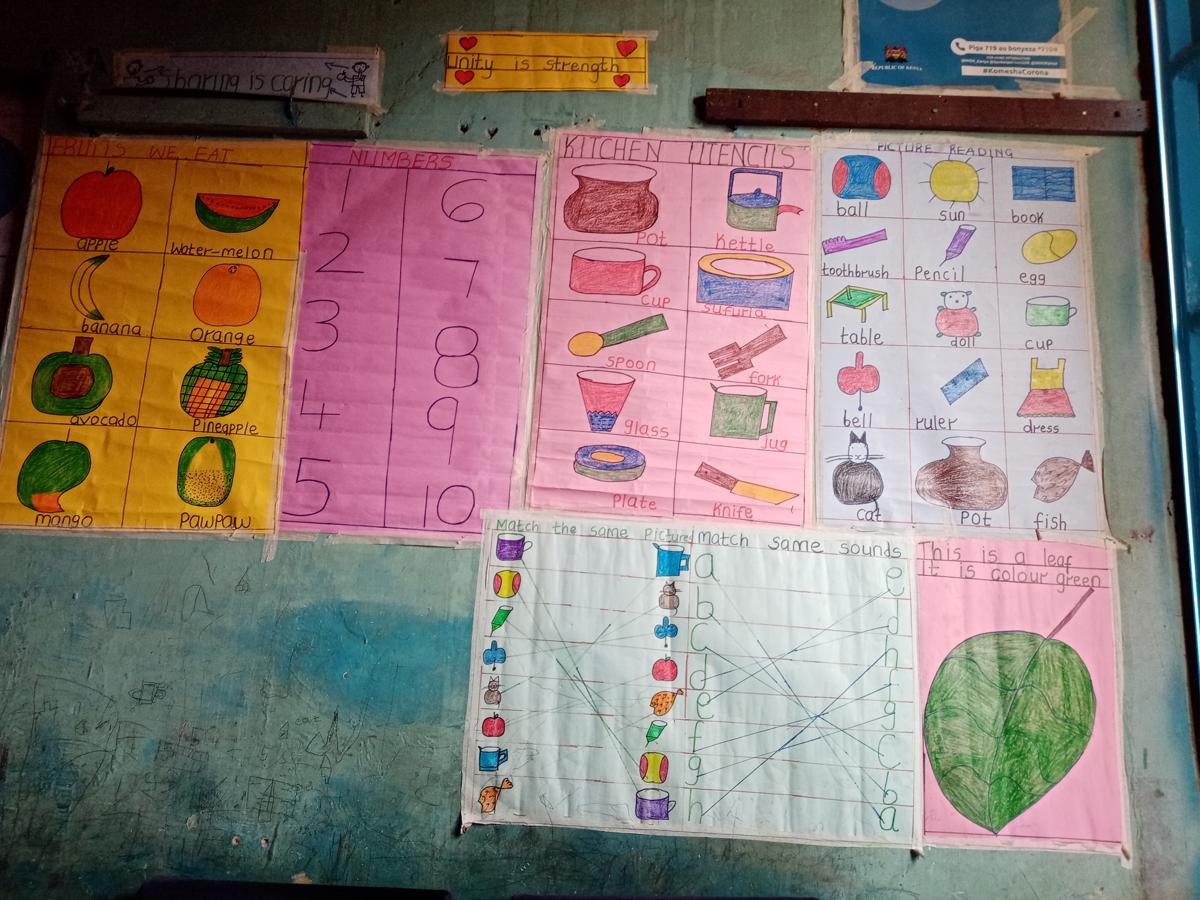 Sharing is caring
Unity is strength
REPUBLIC OF KENYA
Piga 719 au bonyeza *719#
#KomeshaCorona
FRUITS WE EAT
apple
water-melon
banana
orange
avocado
Pineapple
mango
PawPaw
NUMBERS
1 6
2 7
3 8
4 9
5 10
KITCHEN UTENCILS
Pot
Kettle
cup
sufuria
spoon
fork
glass
jug
Plate
Knife
PICTURE READING
ball
sun
book
toothbrush
Pencil
egg
table
doll
cup
bell
ruler
dress
cat
Pot
fish
Match the same Picture
Match same sounds
a e
b d
c h
d f
e g
f c
g b
h a
This is a leaf
It is colour green